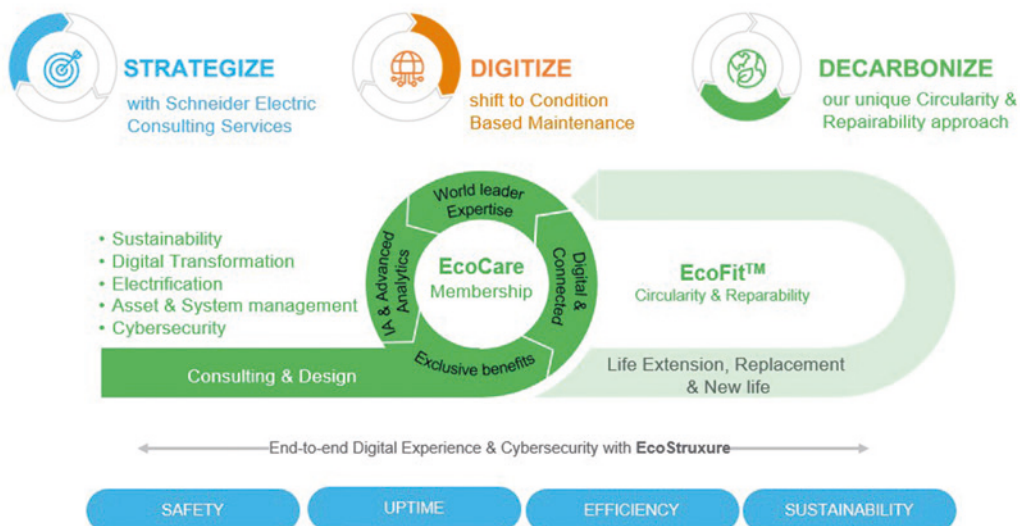 STRATEGIZE
with Schneider Electric
Consulting Services
DIGITIZE
shift to Condition
Based Maintenance
DECARBONIZE
our unique Circularity &
Repairability approach
• Sustainability
• Digital Transformation
• Electrification
• Asset & System management
• Cybersecurity
Consulting & Design
World leader
Expertise
IA & Advanced
Analytics
EcoCare
Membership
Digital &
Connected
Exclusive benefits
EcoFit™
Circularity & Reparability
Life Extension, Replacement
& New life
End-to-end Digital Experience & Cybersecurity with EcoStruxure
SAFETY
UPTIME
EFFICIENCY
SUSTAINABILITY